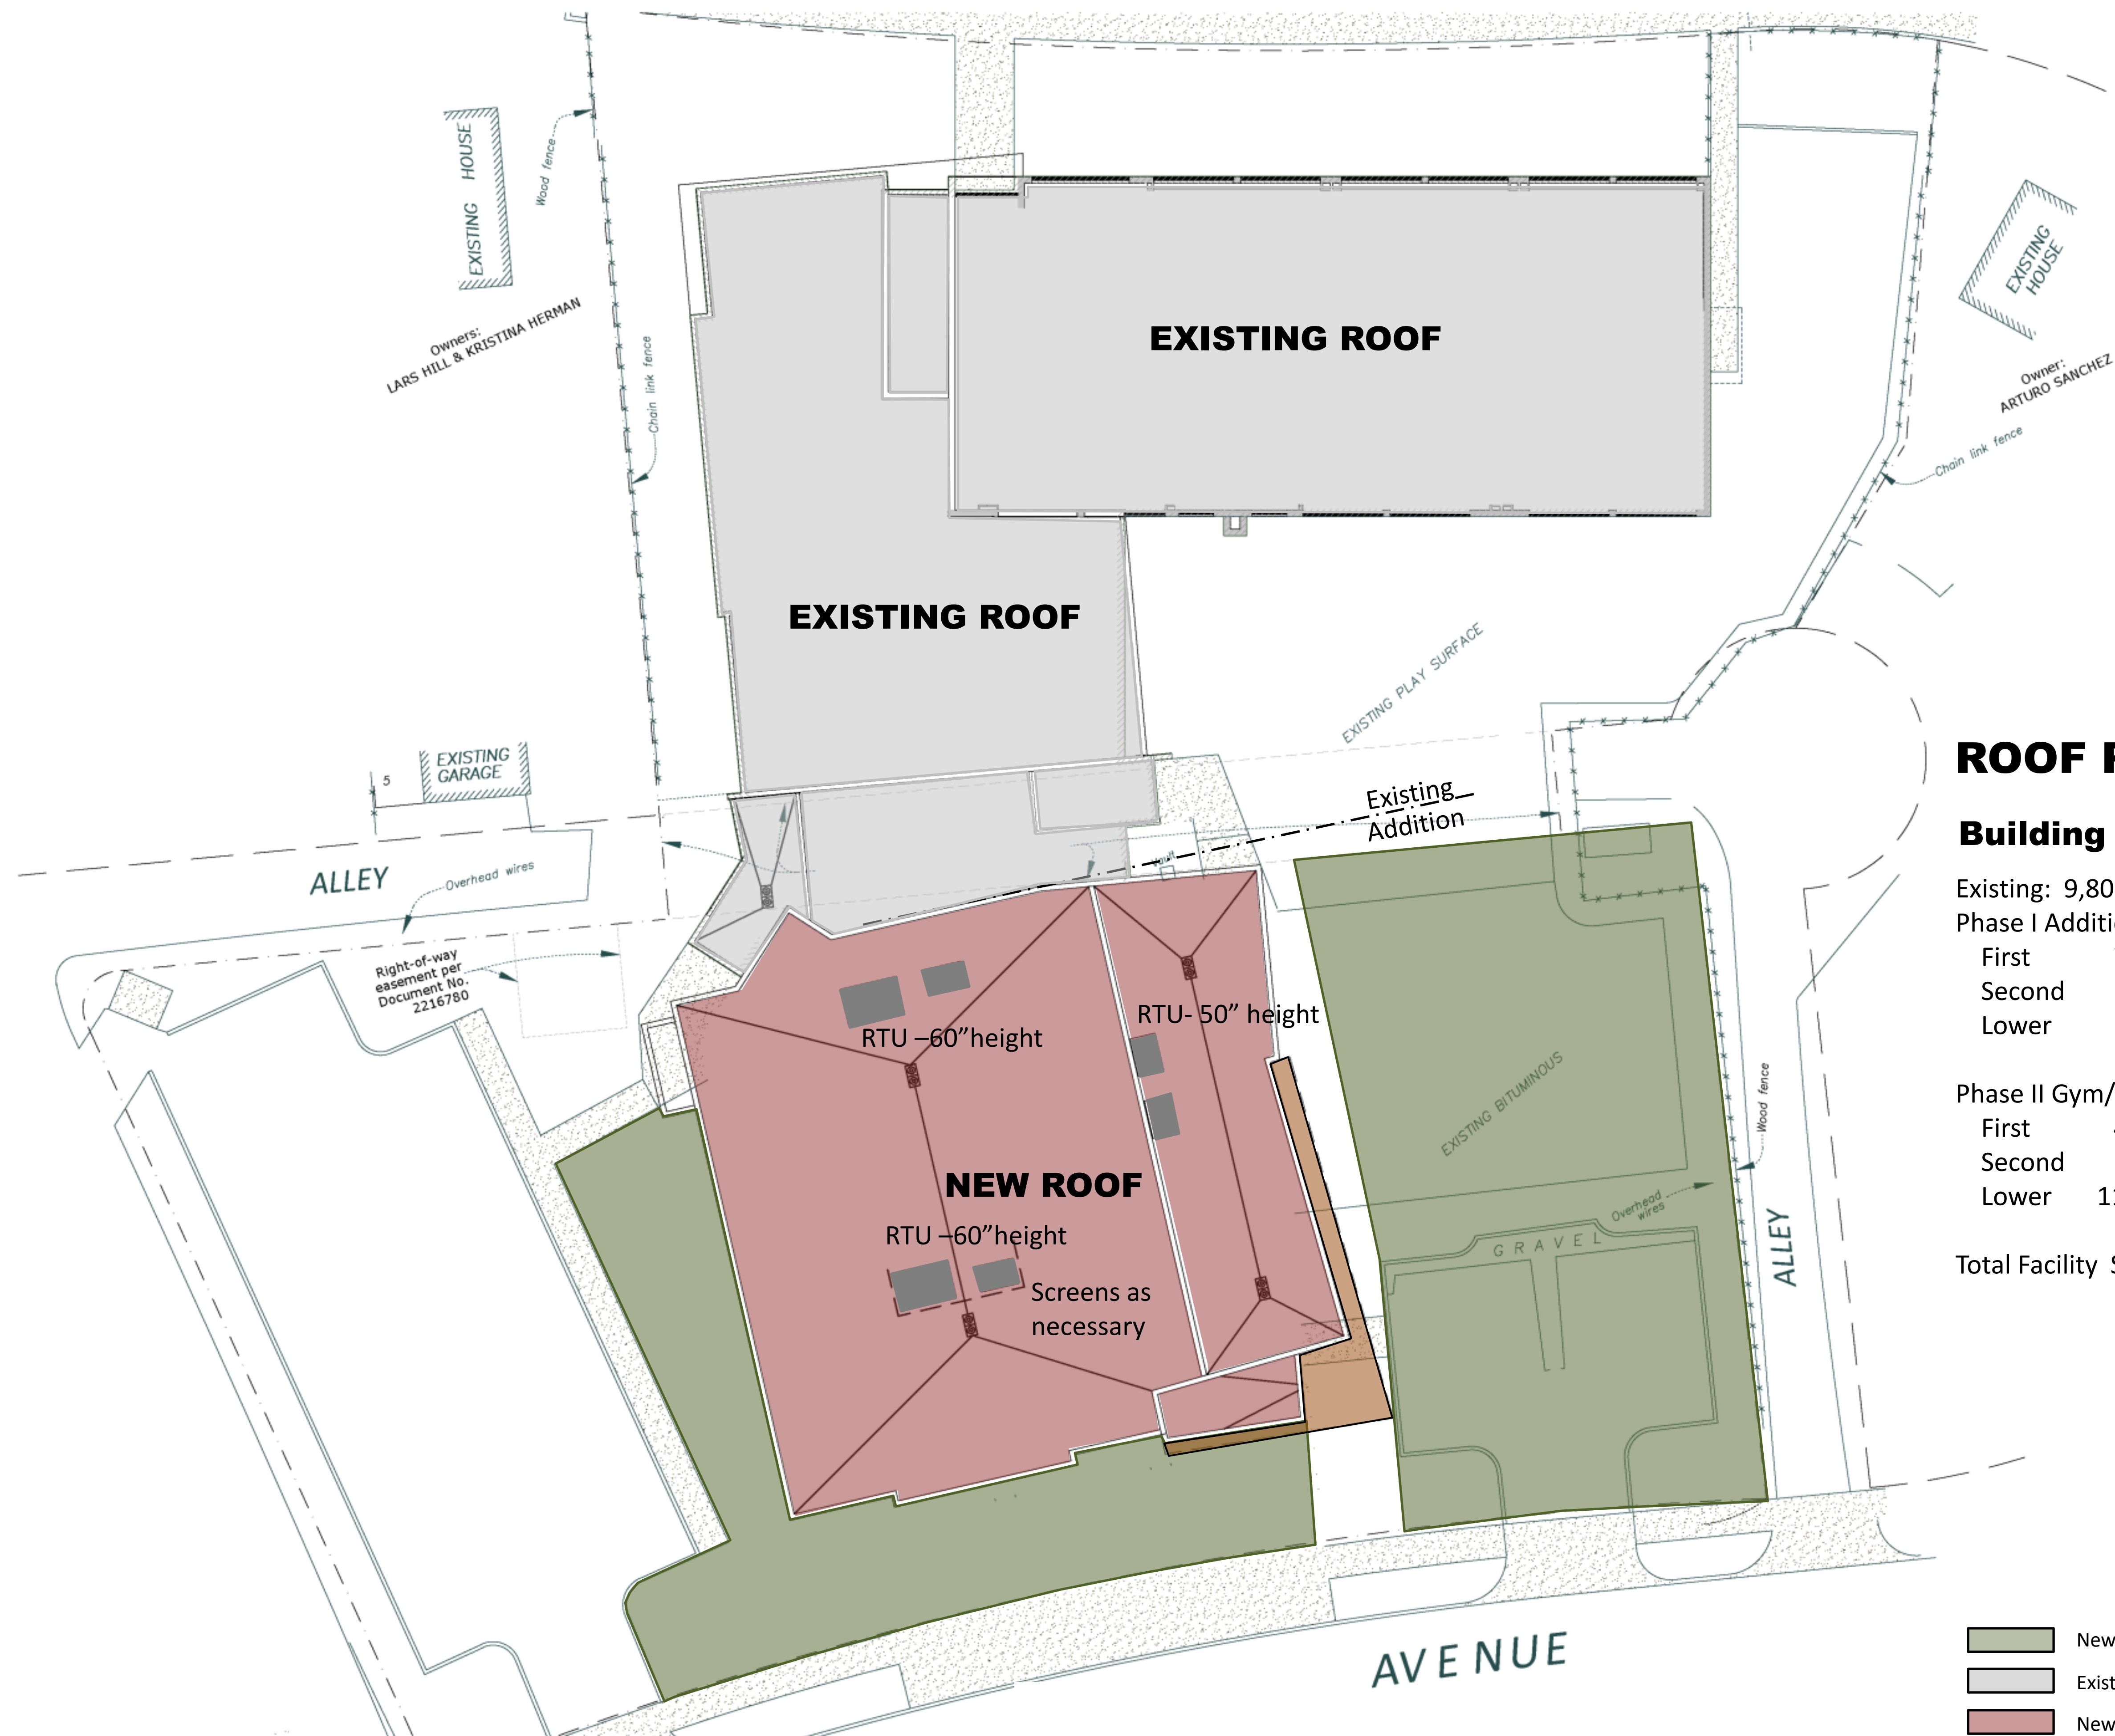 EXISTING HOUSE
Wood fence
Owners:
LARS HILL & KRISTINA HERMAN
Chain link fence
EXISTING ROOF
EXISTING
HOUSE
Owner:
ARTURO SANCHEZ
Chain link fence
EXISTING ROOF
EXISTING PLAY SURFACE
5
EXISTING
GARAGE
ALLEY
Overhead wires
Existing
Addition
Vault
Right-of-way
easement per
Document No.
2216780
RTU –60”height
RTU- 50” height
NEW ROOF
RTU –60”height
Screens as
necessary
EXISTING BITUMINOUS
Wood fence
Overhead
wires
GRAVEL
ALLEY
AVENUE
ROOF
Building
Existing: 9,80
Phase I Additi
First
Second
Lower
Phase II Gym/
First
Second
Lower 11
Total Facility S
New
Exist
New